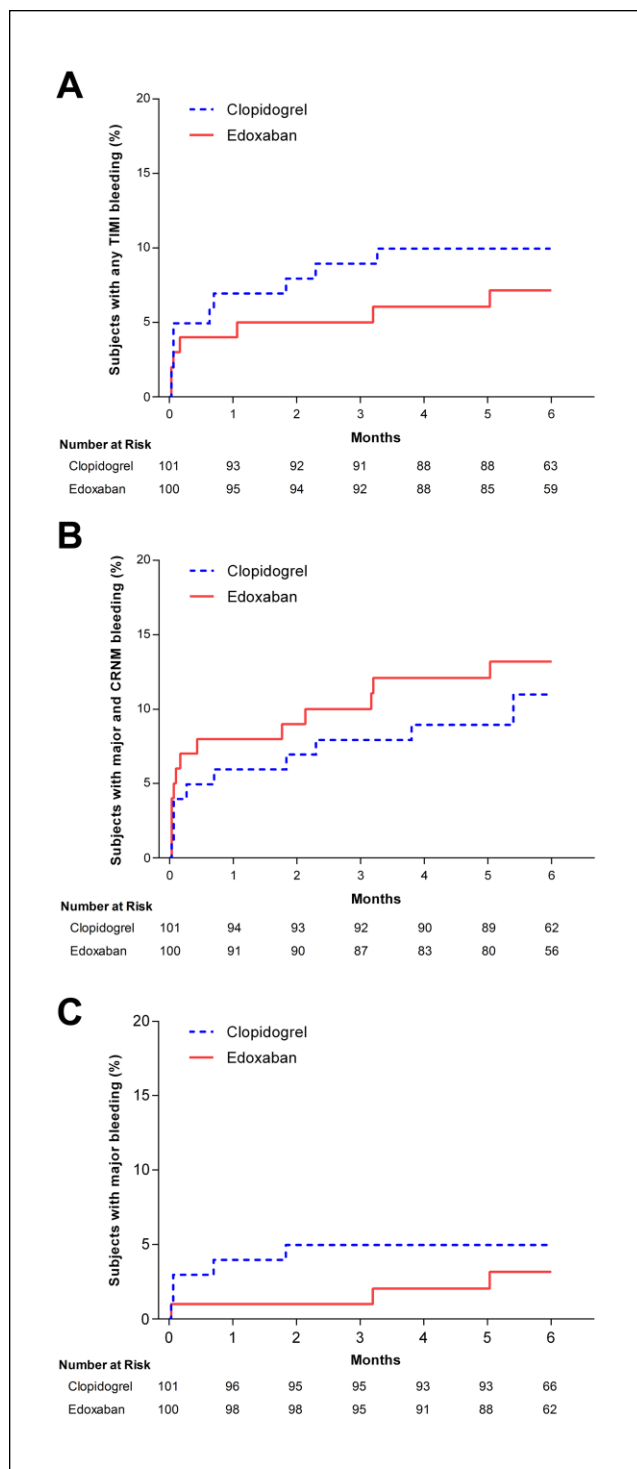 A
Subjects with any TIMI bleeding (%)
20
15
10
5
0
Clopidogrel
Edoxaban
0 1 2 3 4 5 6
Months
Number at Risk
Clopidogrel 101 93 92 91 88 88 63
Edoxaban 100 95 94 92 88 85 59
B
Subjects with major and CRNM bleeding (%)
20
15
10
5
0
Clopidogrel
Edoxaban
0 1 2 3 4 5 6
Months
Number at Risk
Clopidogrel 101 94 93 92 90 89 62
Edoxaban 100 91 90 87 83 80 56
C
Subjects with major bleeding (%)
20
15
10
5
0
Clopidogrel
Edoxaban
0 1 2 3 4 5 6
Months
Number at Risk
Clopidogrel 101 96 95 95 93 93 66
Edoxaban 100 98 98 95 91 88 62